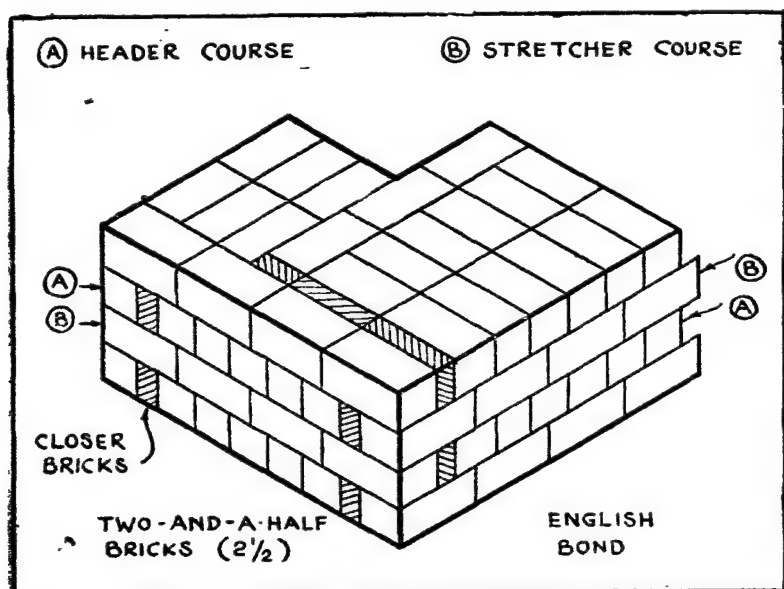 Ⓐ HEADER COURSE
Ⓑ STRETCHER COURSE
Ⓐ
Ⓑ
Ⓑ
Ⓐ
CLOSER
BRICKS
TWO-AND-A-HALF
BRICKS (2½)
ENGLISH
BOND